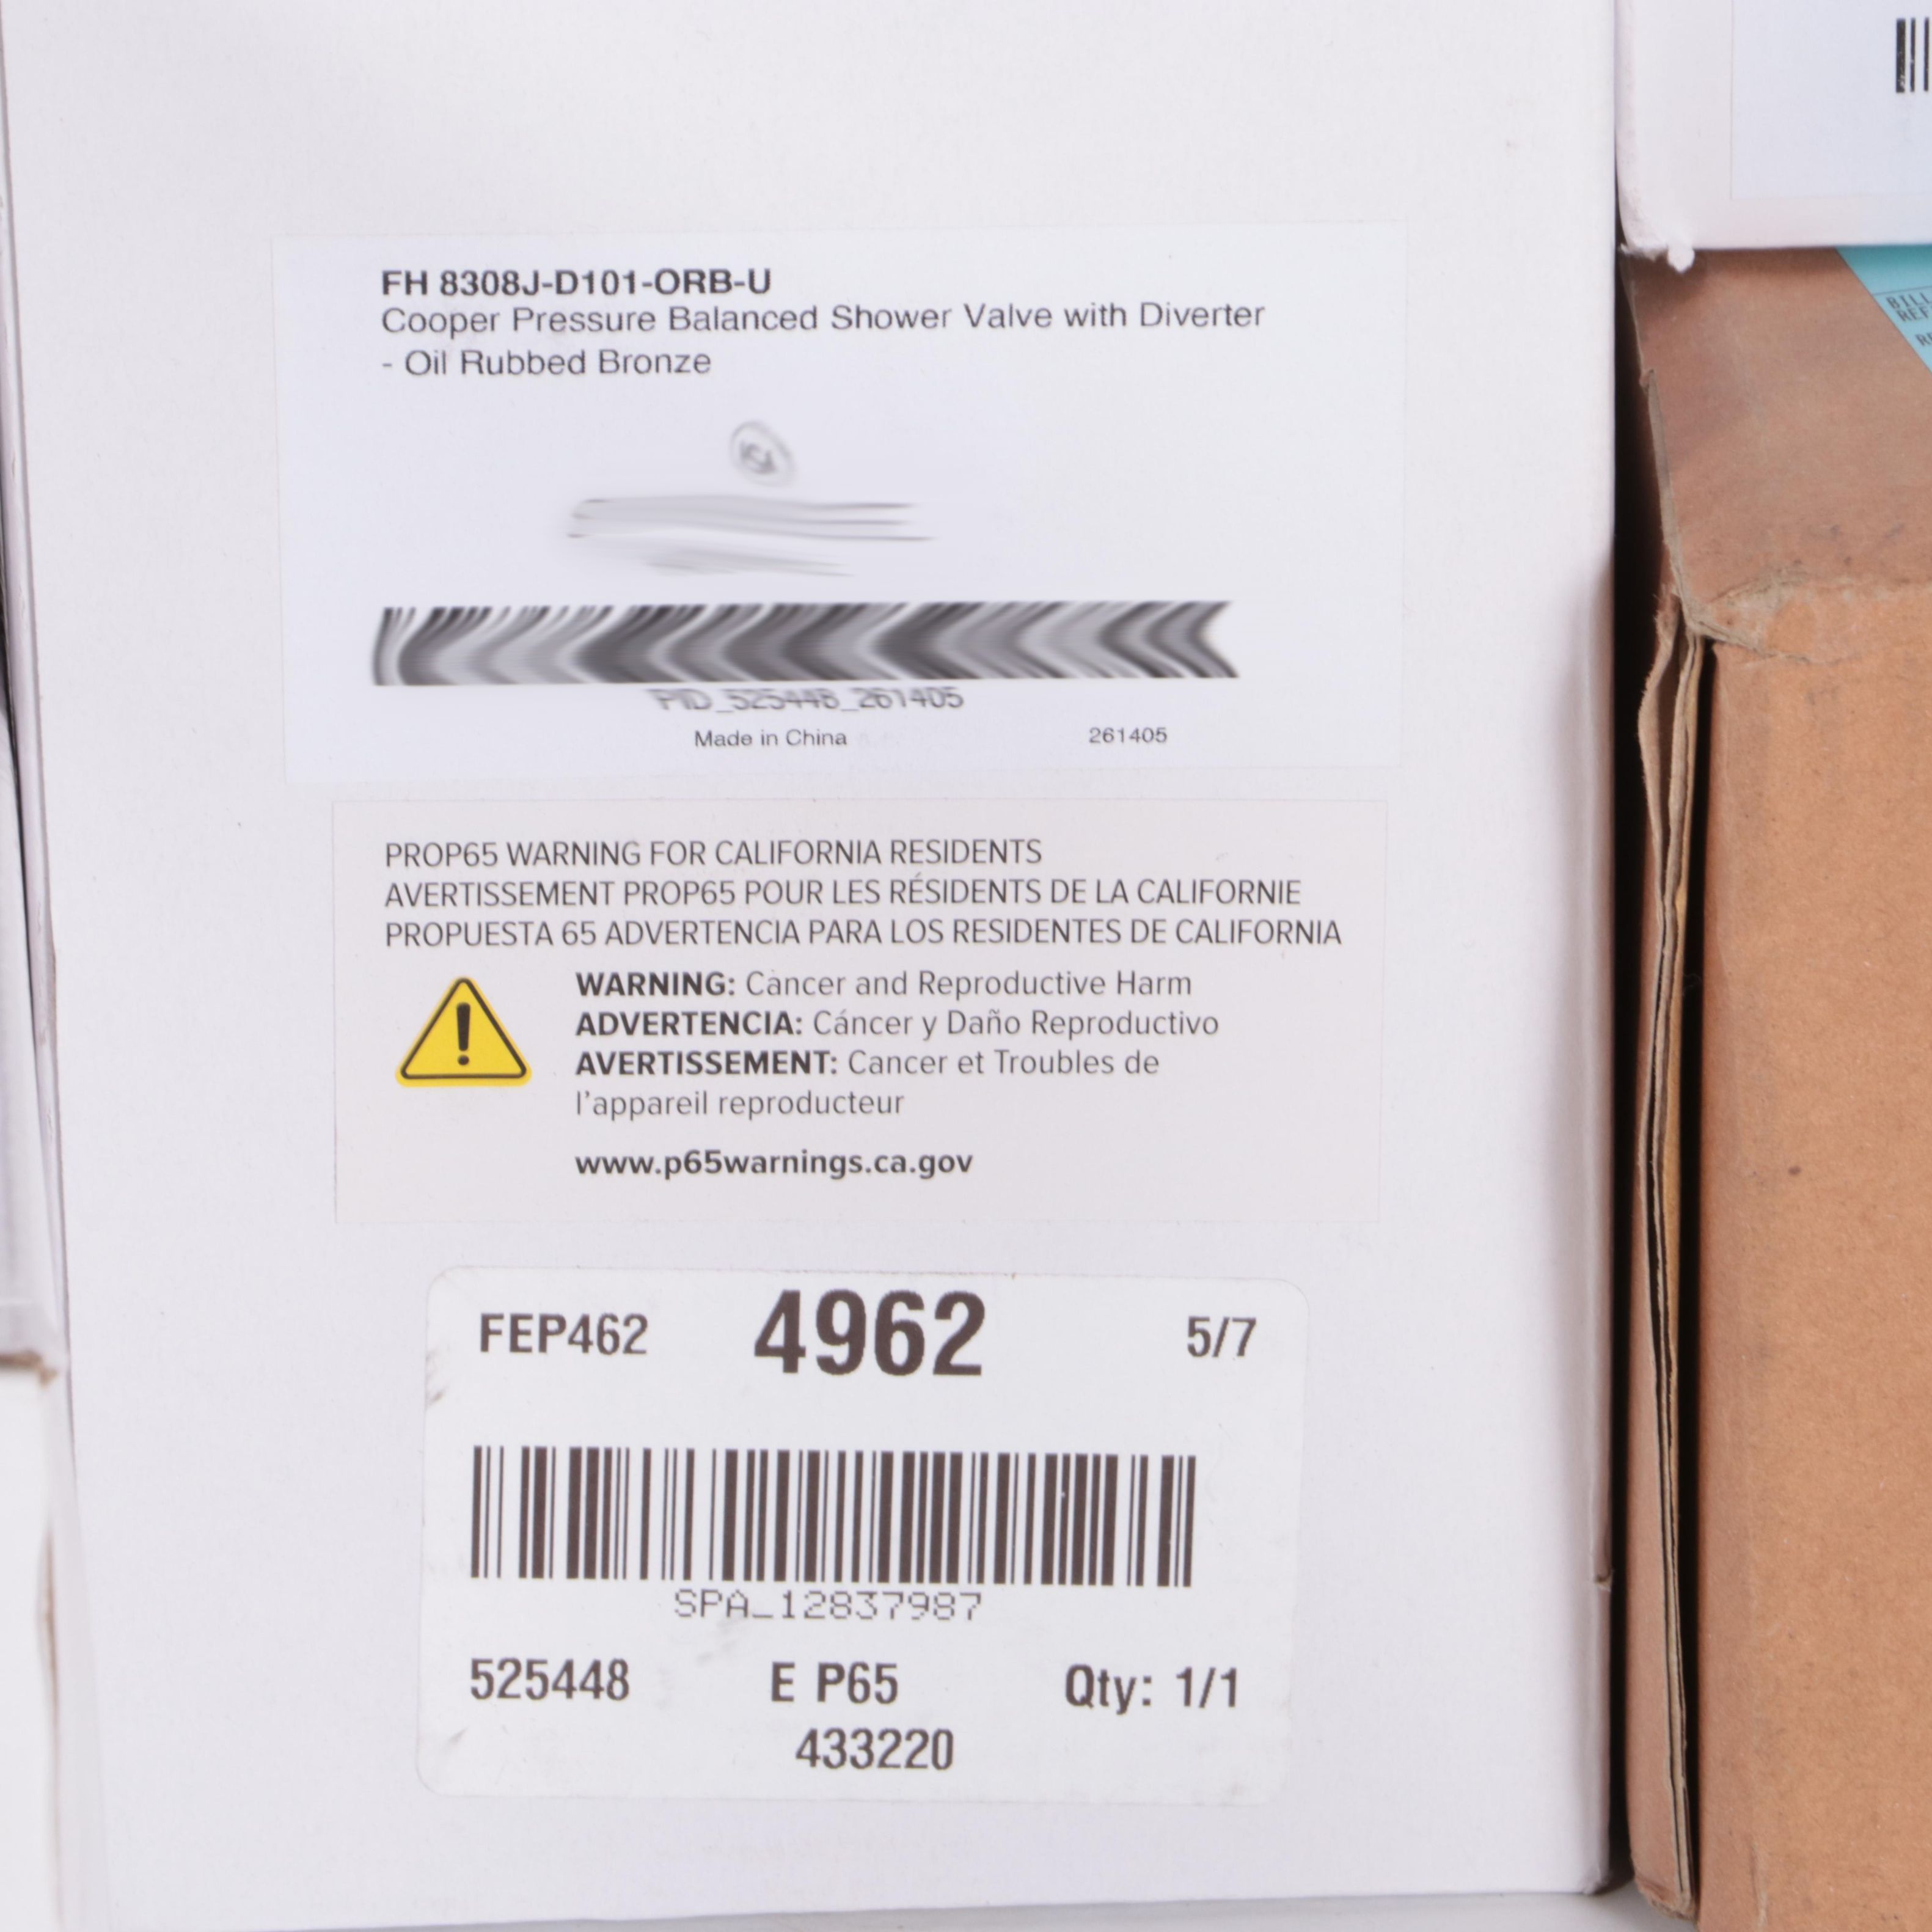 FH 8308J-D101-ORB-U
Cooper Pressure Balanced Shower Valve with Diverter
- Oil Rubbed Bronze
PID_525448_261405
Made in China 261405
PROP65 WARNING FOR CALIFORNIA RESIDENTS
AVERTISSEMENT PROP65 POUR LES RÉSIDENTS DE LA CALIFORNIE
PROPUESTA 65 ADVERTENCIA PARA LOS RESIDENTES DE CALIFORNIA
WARNING: Cancer and Reproductive Harm
ADVERTENCIA: Cáncer y Daño Reproductivo
AVERTISSEMENT: Cancer et Troubles de
l'appareil reproducteur
www.p65warnings.ca.gov
FEP462 4962 5/7
SPA_12837987
525448 E P65 Qty: 1/1
433220
BILL